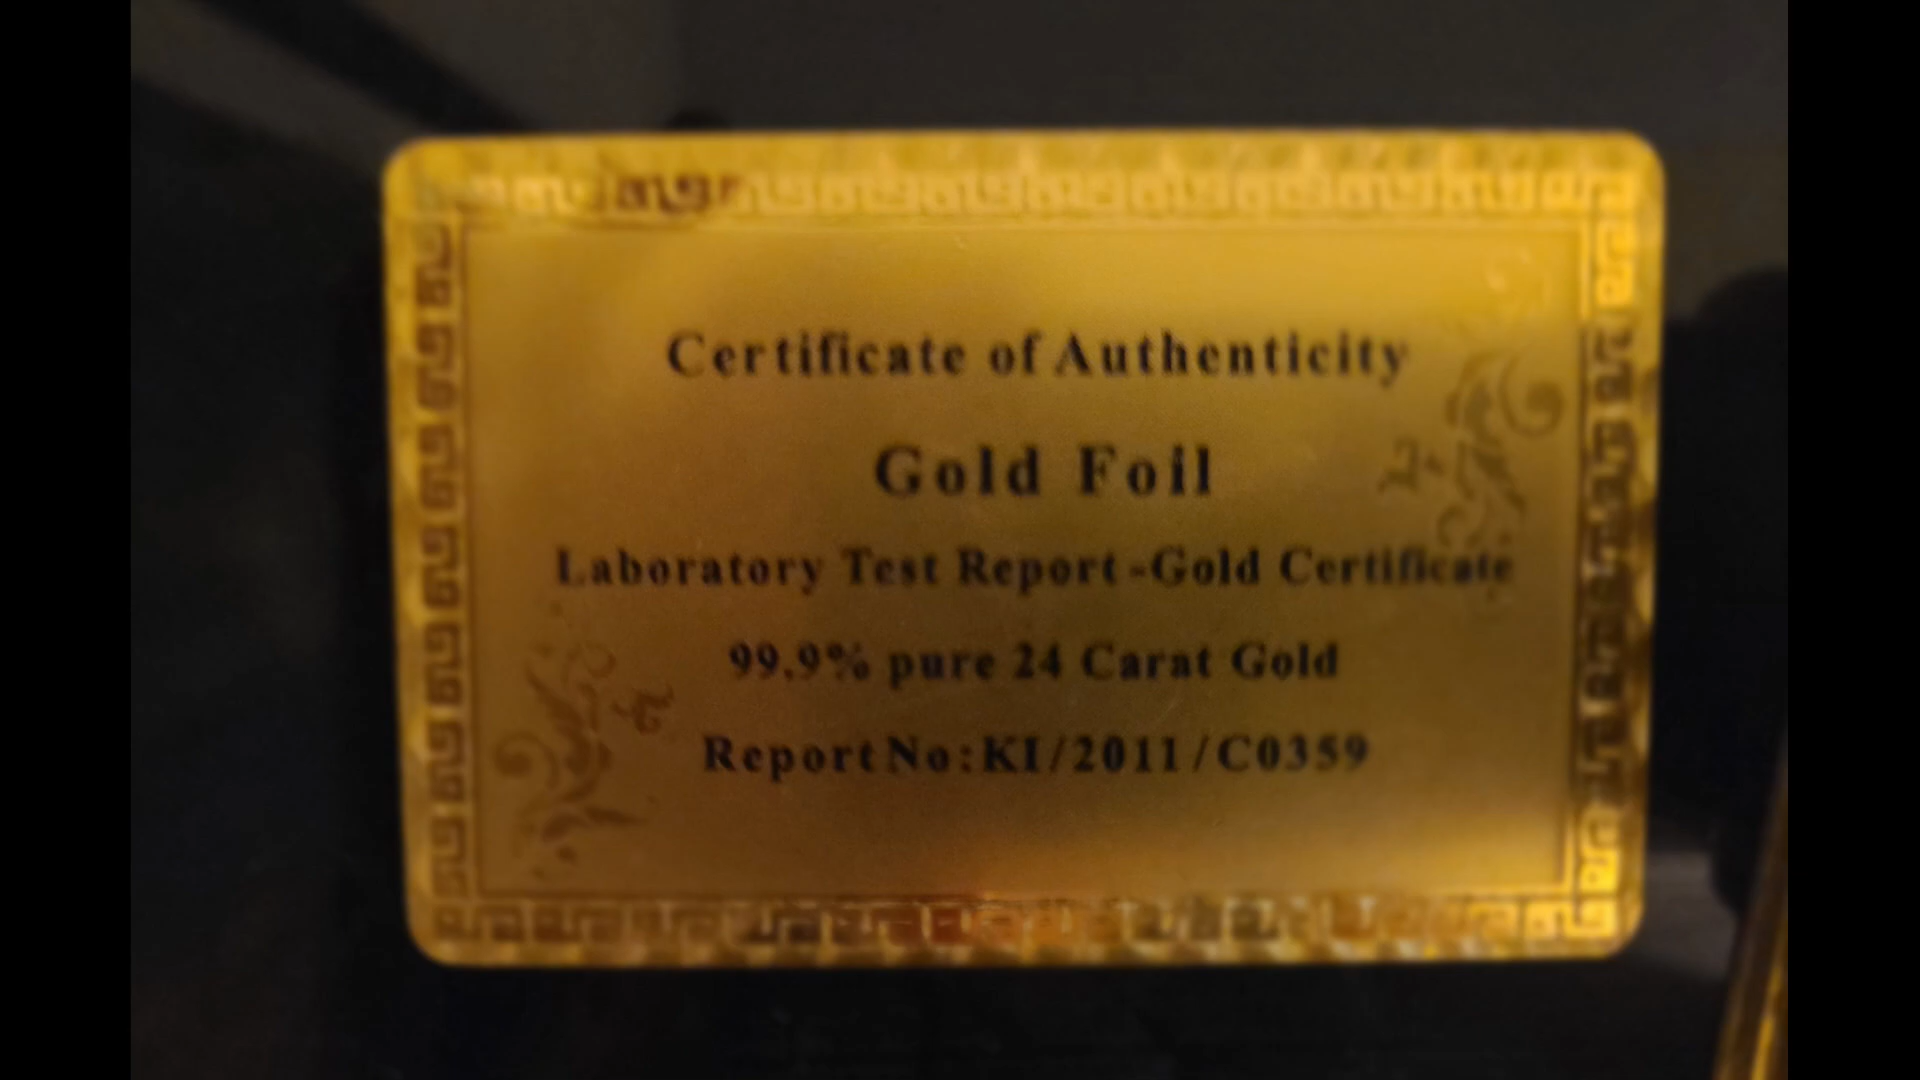 Certificate of Authenticity
Gold Foil
Laboratory Test Report-Gold Certificate
99.9% pure 24 Carat Gold
Report No:KI/2011/C0359